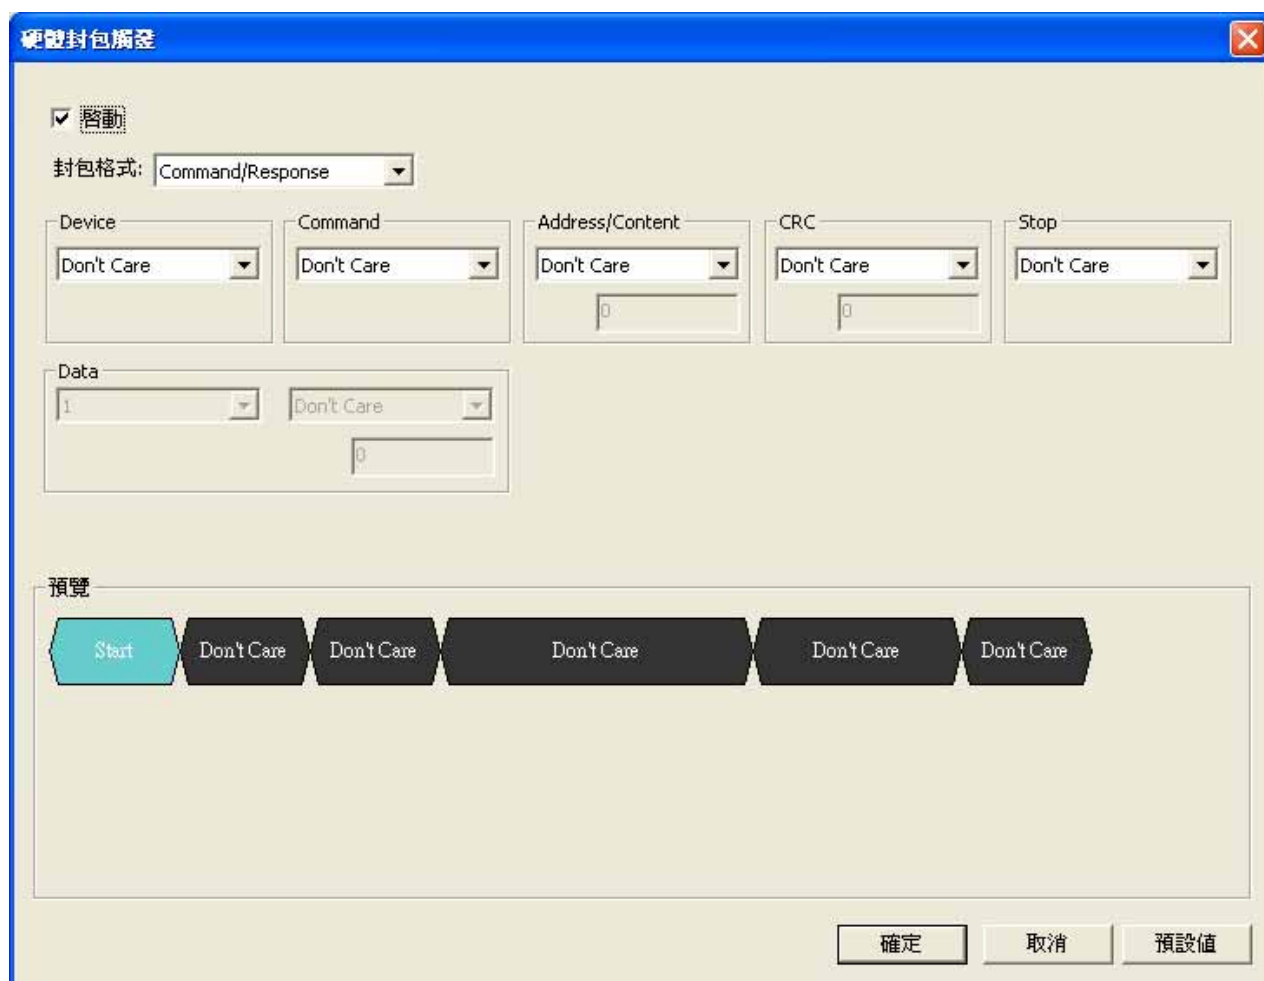 硬體封包觸發
啓動
封包格式: Command/Response
Device Command Address/Content CRC Stop
Don't Care Don't Care Don't Care Don't Care Don't Care
0 0
Data
1 Don't Care
0
預覽
Start Don't Care Don't Care Don't Care Don't Care Don't Care
確定 取消 預設值